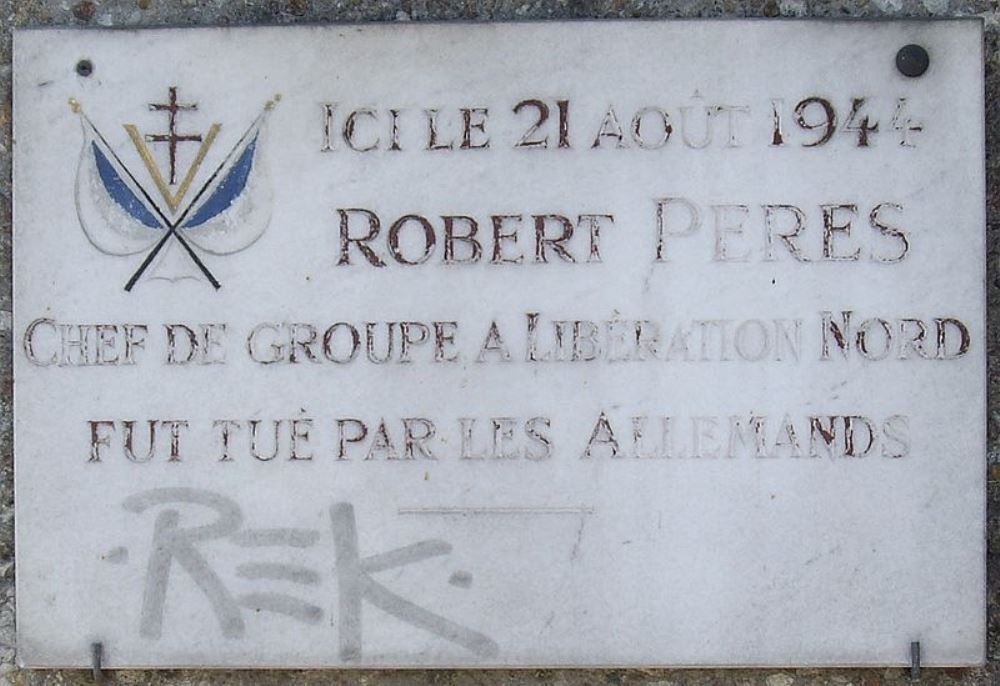 ICI LE 21 AOÛT 1944
ROBERT PERES
CHEF DE GROUPE A LIBÉRATION NORD
FUT TUÉ PAR LES ALLEMANDS
REK